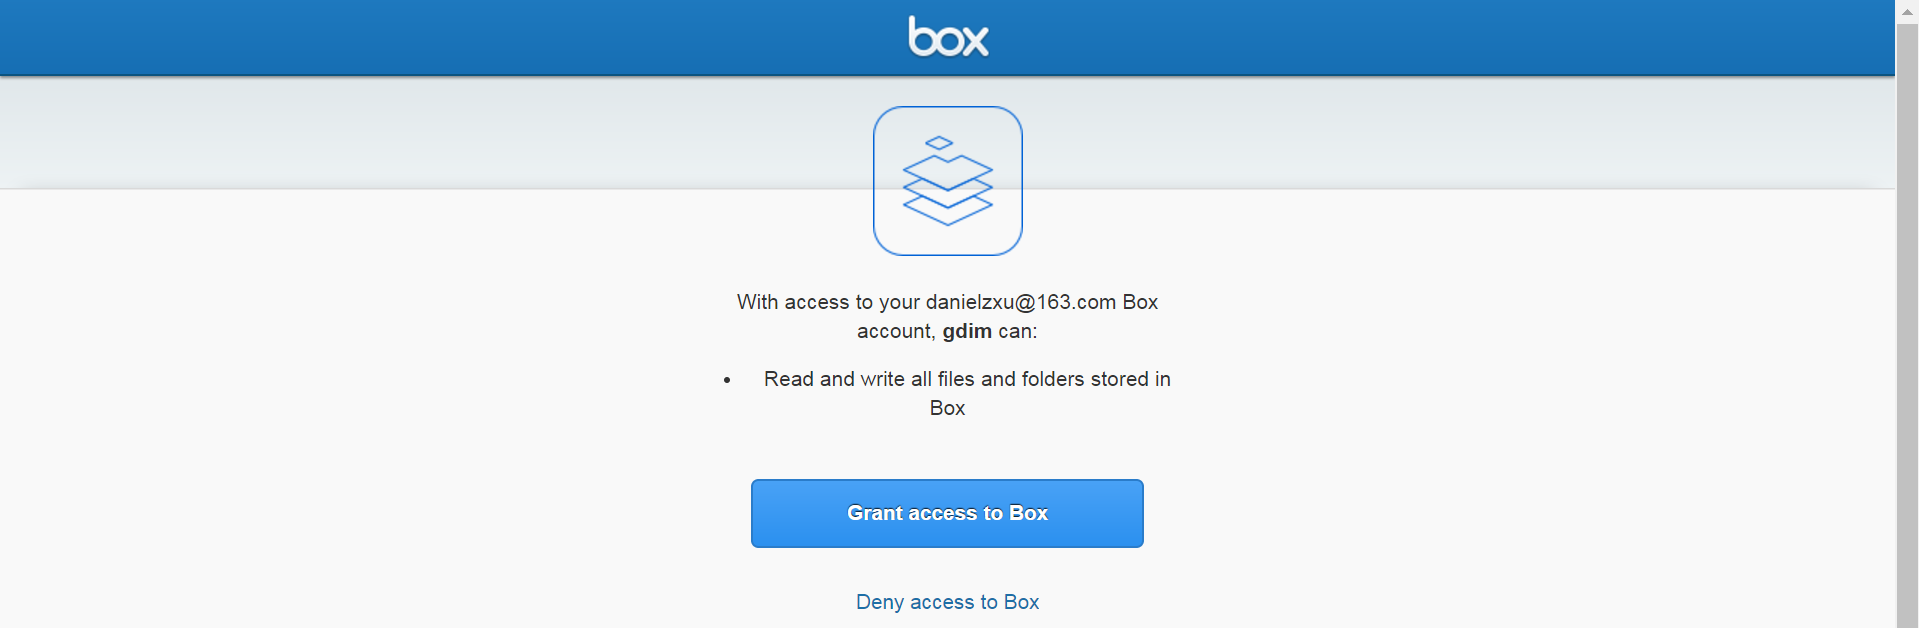 box
With access to your danielzxu@163.com Box
account, gdim can:
• Read and write all files and folders stored in
Box
Grant access to Box
Deny access to Box